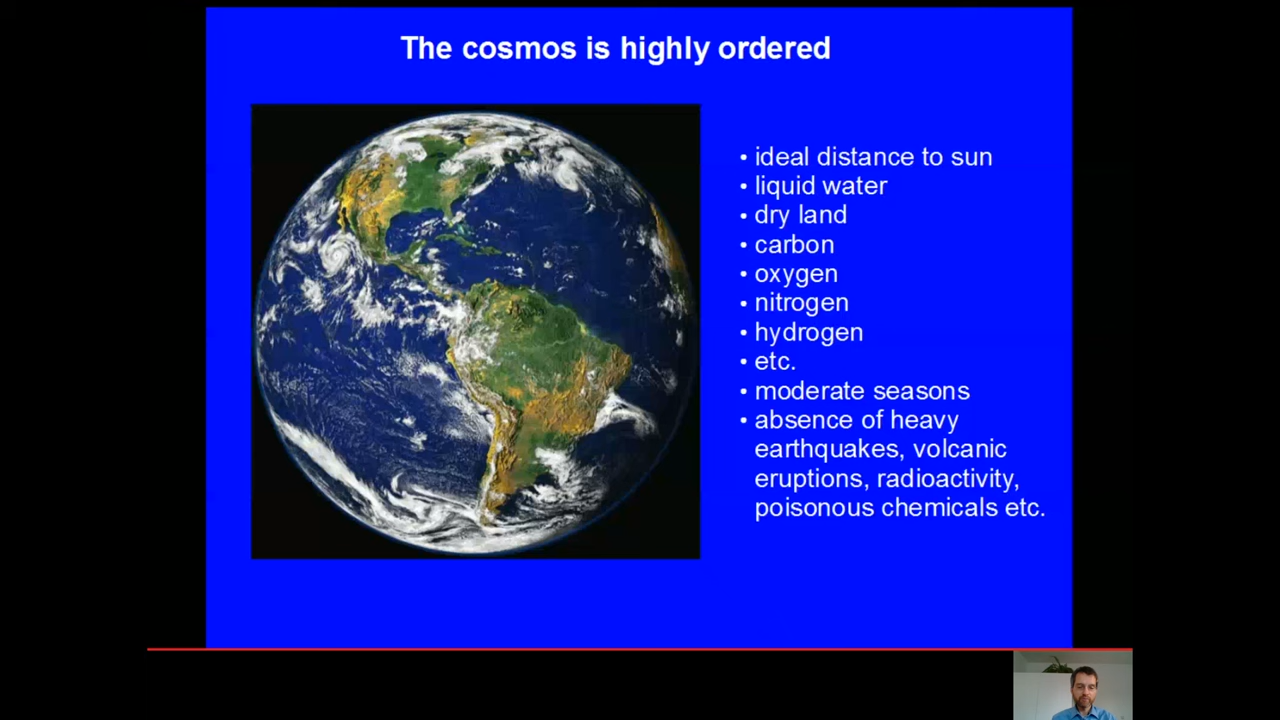 The cosmos is highly ordered
• ideal distance to sun
• liquid water
• dry land
• carbon
• oxygen
• nitrogen
• hydrogen
• etc.
• moderate seasons
• absence of heavy
earthquakes, volcanic
eruptions, radioactivity,
poisonous chemicals etc.